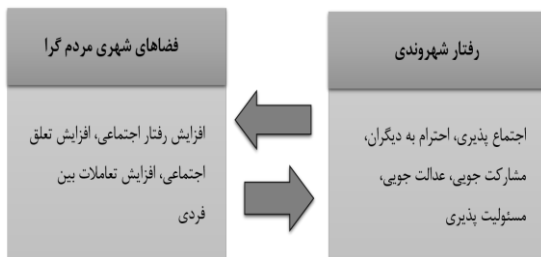 رفتار شهروندی
اجتماع پذیری، احترام به دیگران،
مشارکت جویی، عدالت جویی،
مسئولیت پذیری
فضاهای شهری مردم گرا
افزایش رفتار اجتماعی، افزایش تعلق
اجتماعی، افزایش تعاملات بین
فردی